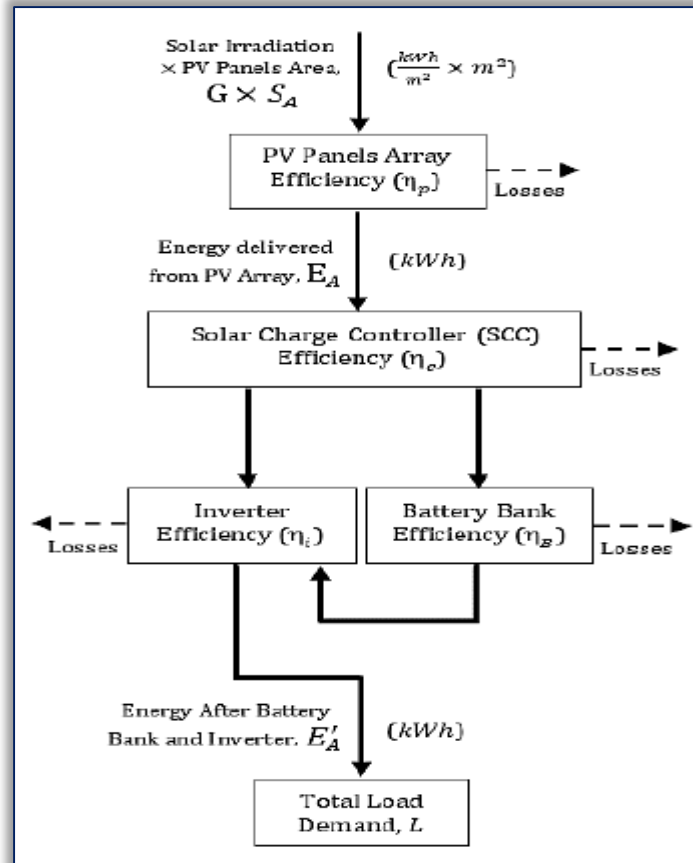 Solar Irradiation
× PV Panels Area,
G × S_A
(kWh/m² × m²)
PV Panels Array
Efficiency (η_p)
Losses
Energy delivered
from PV Array, E_A
(kWh)
Solar Charge Controller (SCC)
Efficiency (η_c)
Losses
Inverter
Efficiency (η_i)
Losses
Battery Bank
Efficiency (η_B)
Losses
Energy After Battery
Bank and Inverter, E'_A
(kWh)
Total Load
Demand, L